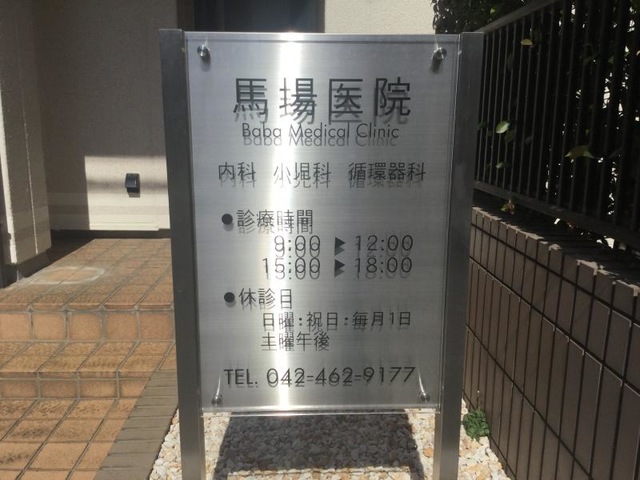 馬場医院
Baba Medical Clinic
内科 小児科 循環器科
●診療時間
9:00 ▶ 12:00
15:00 ▶ 18:00
●休診日
日曜:祝日:毎月1日
土曜午後
TEL. 042-462-9177